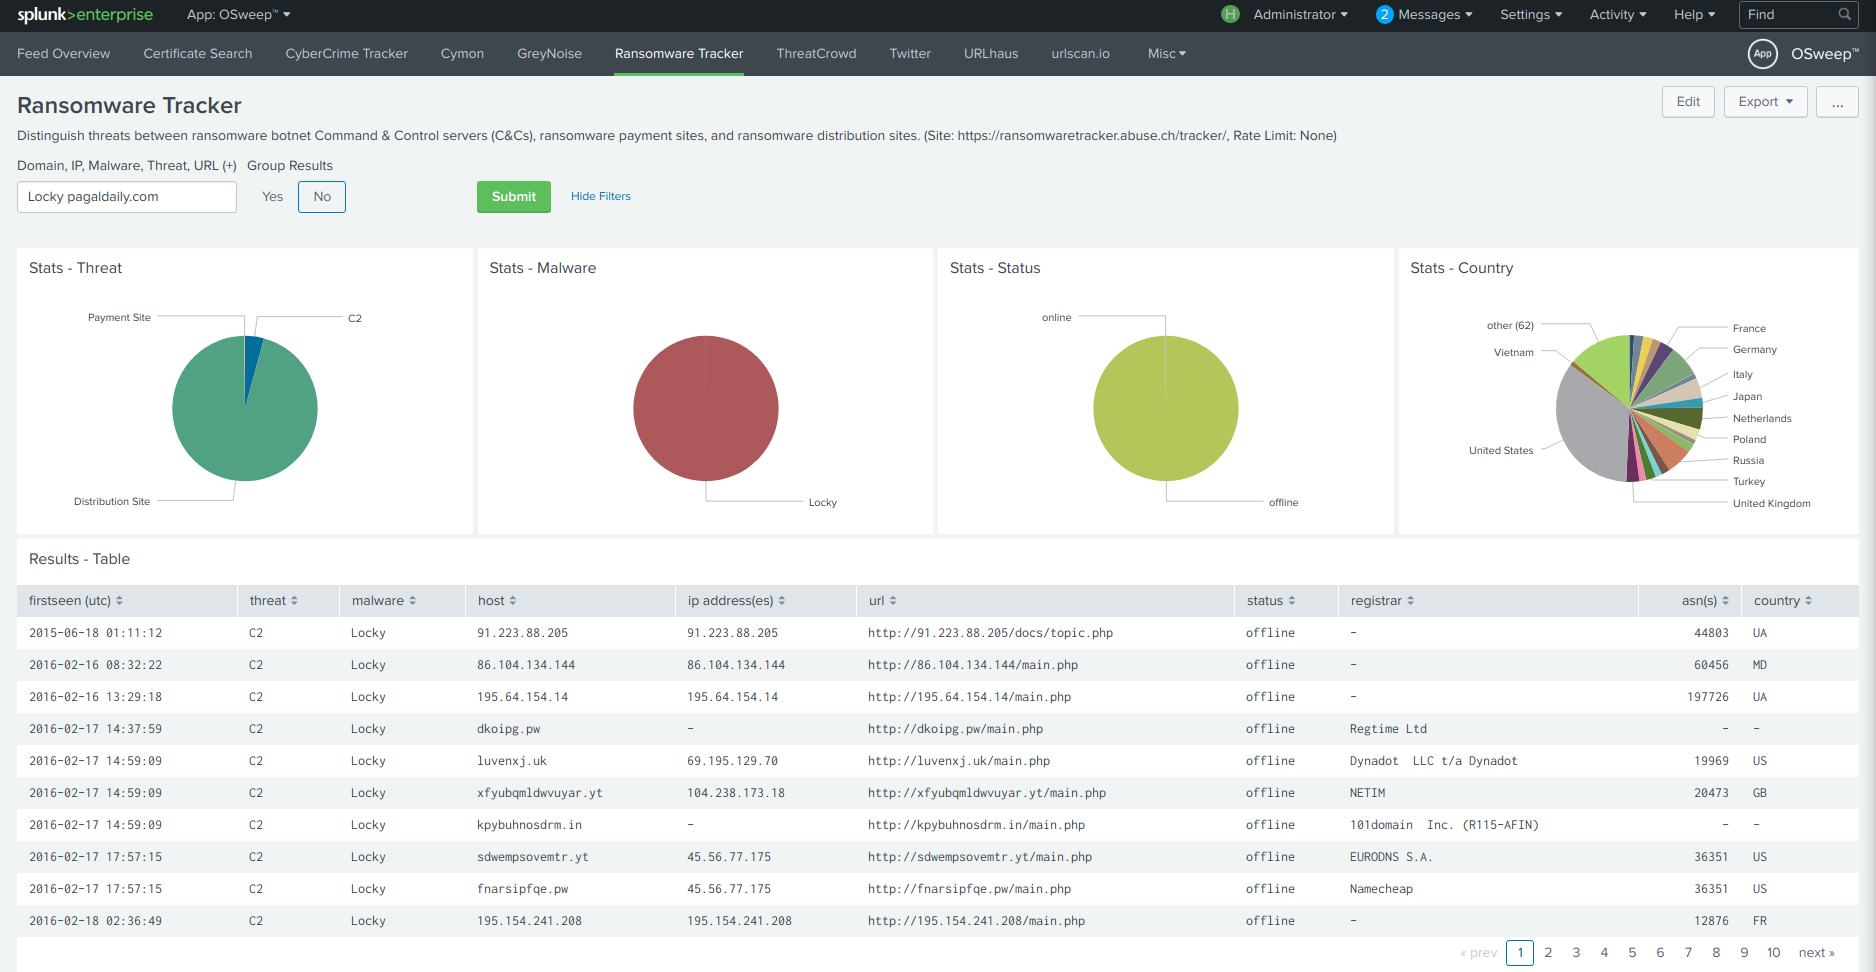 splunk>enterprise App: OSweep™ H Administrator 2 Messages Settings Activity Help Find
Feed Overview Certificate Search CyberCrime Tracker Cymon GreyNoise Ransomware Tracker ThreatCrowd Twitter URLhaus urlscan.io Misc App OSweep™
Ransomware Tracker Edit Export ...
Distinguish threats between ransomware botnet Command & Control servers (C&Cs), ransomware payment sites, and ransomware distribution sites. (Site: https://ransomwaretracker.abuse.ch/tracker/, Rate Limit: None)
Domain, IP, Malware, Threat, URL (+) Group Results
Locky pagaldaily.com Yes No Submit Hide Filters
Stats - Threat
Payment Site
C2
Distribution Site
Stats - Malware
Locky
Stats - Status
online
offline
Stats - Country
other (62)
Vietnam
United States
France
Germany
Italy
Japan
Netherlands
Poland
Russia
Turkey
United Kingdom
Results - Table
firstseen (utc) threat malware host ip address(es) url status registrar asn(s) country
2015-06-18 01:11:12 C2 Locky 91.223.88.205 91.223.88.205 http://91.223.88.205/docs/topic.php offline - 44803 UA
2016-02-16 08:32:22 C2 Locky 86.104.134.144 86.104.134.144 http://86.104.134.144/main.php offline - 60456 MD
2016-02-16 13:29:18 C2 Locky 195.64.154.14 195.64.154.14 http://195.64.154.14/main.php offline - 197726 UA
2016-02-17 14:37:59 C2 Locky dkoipg.pw - http://dkoipg.pw/main.php offline Regtime Ltd - -
2016-02-17 14:59:09 C2 Locky luvenxj.uk 69.195.129.70 http://luvenxj.uk/main.php offline Dynadot LLC t/a Dynadot 19969 US
2016-02-17 14:59:09 C2 Locky xfyubqmldwvuyar.yt 104.238.173.18 http://xfyubqmldwvuyar.yt/main.php offline NETIM 20473 GB
2016-02-17 14:59:09 C2 Locky kpybuhnosdrm.in - http://kpybuhnosdrm.in/main.php offline 101domain Inc. (R115-AFIN) - -
2016-02-17 17:57:15 C2 Locky sdwempsovemtr.yt 45.56.77.175 http://sdwempsovemtr.yt/main.php offline EURODNS S.A. 36351 US
2016-02-17 17:57:15 C2 Locky fnarsipfqe.pw 45.56.77.175 http://fnarsipfqe.pw/main.php offline Namecheap 36351 US
2016-02-18 02:36:49 C2 Locky 195.154.241.208 195.154.241.208 http://195.154.241.208/main.php offline - 12876 FR
« prev 1 2 3 4 5 6 7 8 9 10 next »